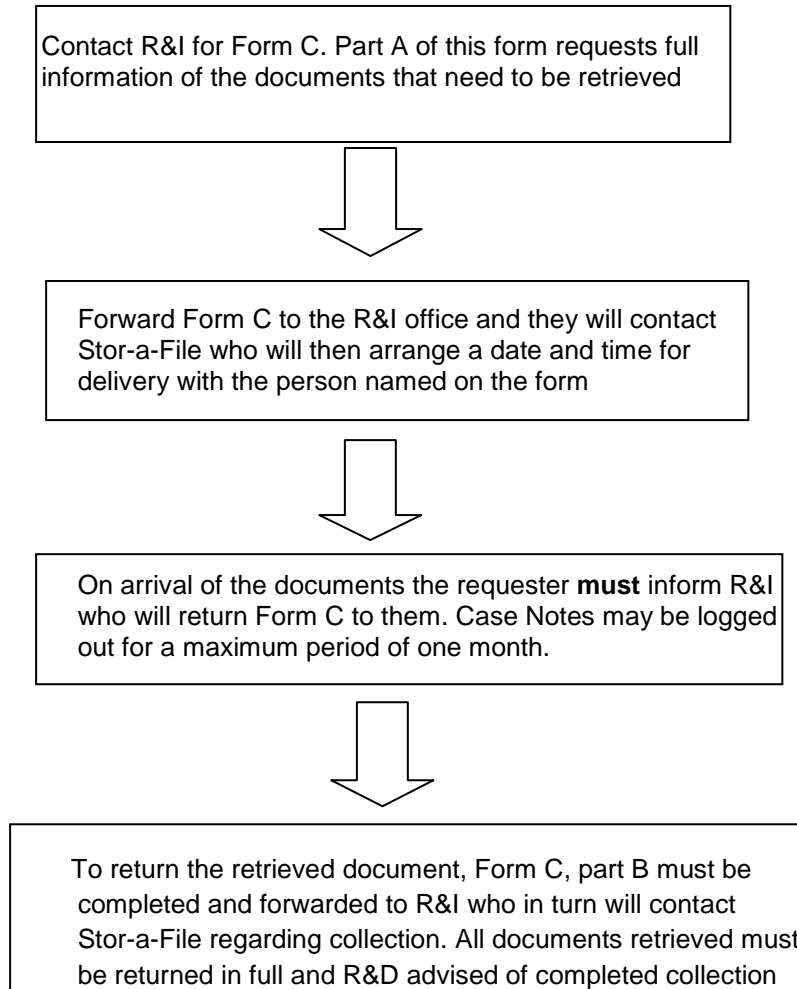 Contact R&I for Form C. Part A of this form requests full
information of the documents that need to be retrieved
Forward Form C to the R&I office and they will contact
Stor-a-File who will then arrange a date and time for
delivery with the person named on the form
On arrival of the documents the requester must inform R&I
who will return Form C to them. Case Notes may be logged
out for a maximum period of one month.
To return the retrieved document, Form C, part B must be
completed and forwarded to R&I who in turn will contact
Stor-a-File regarding collection. All documents retrieved must
be returned in full and R&D advised of completed collection